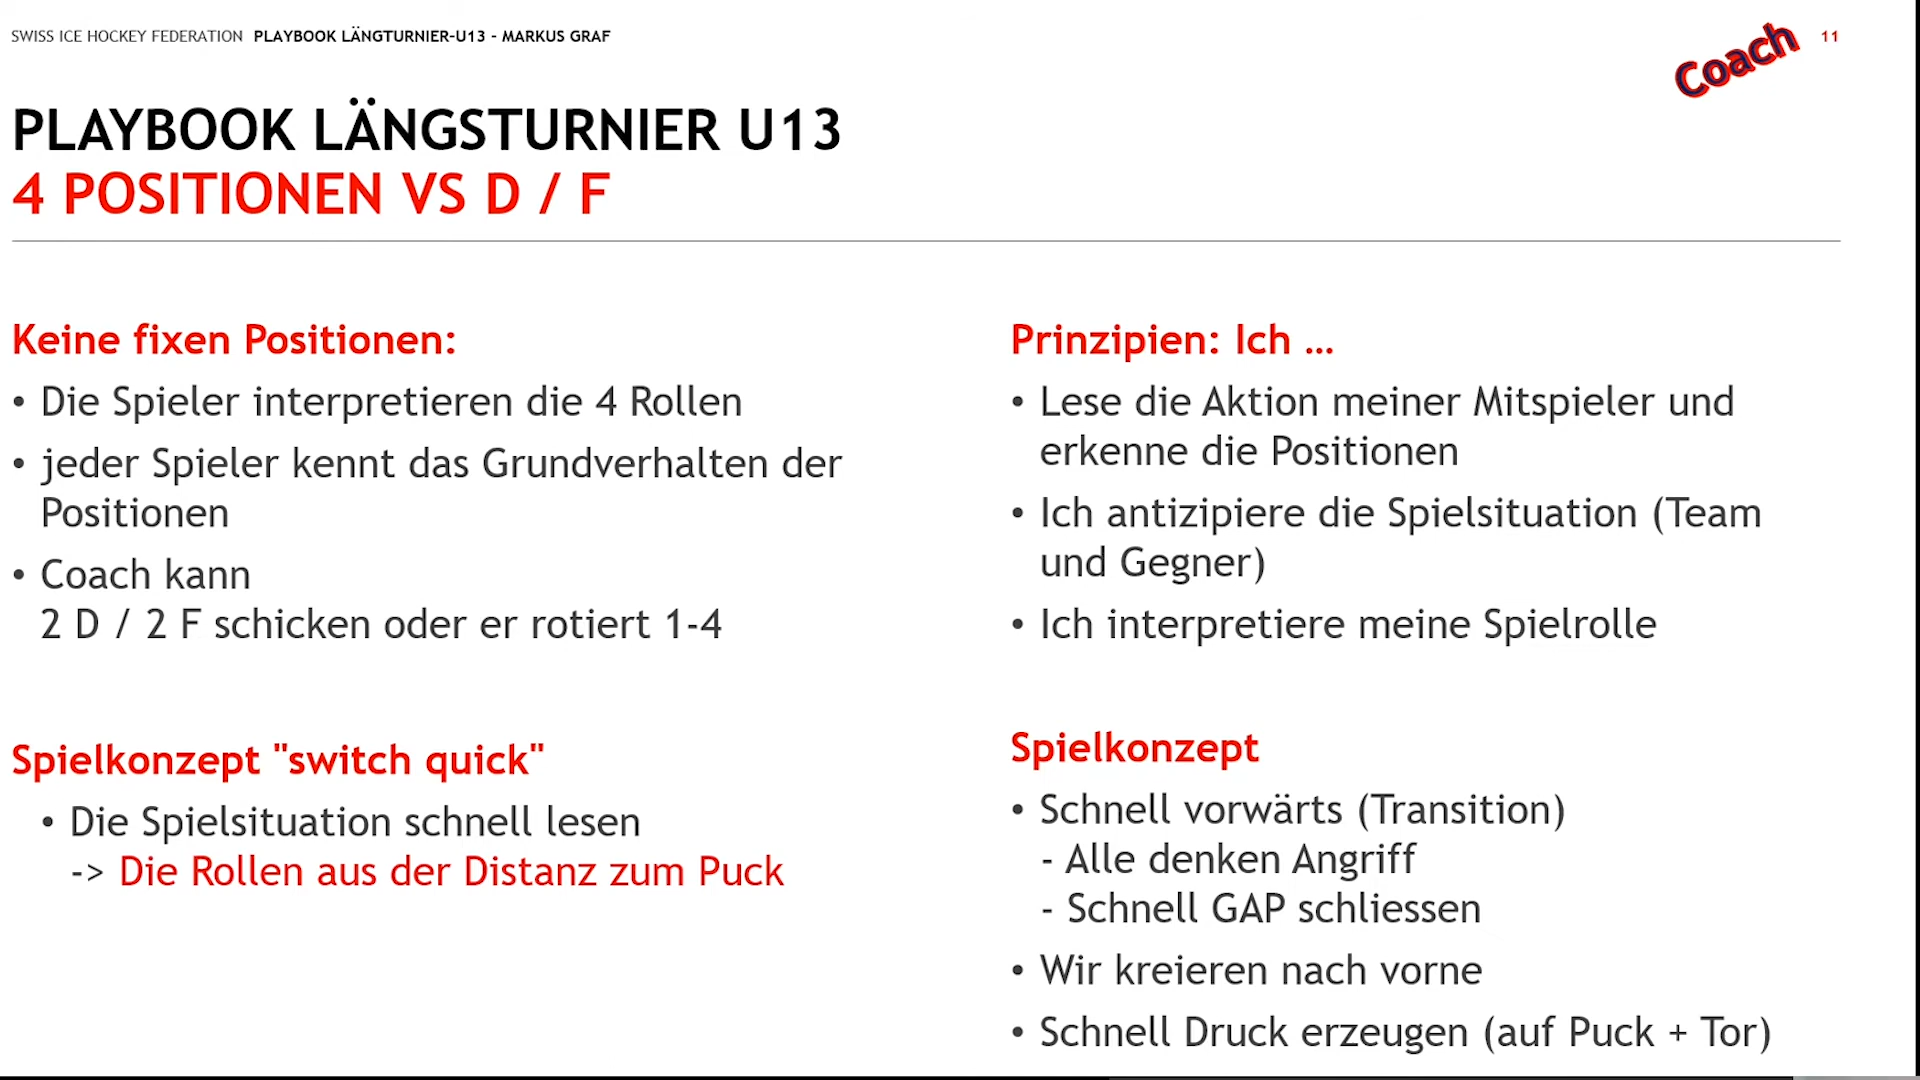 SWISS ICE HOCKEY FEDERATION PLAYBOOK LÄNGTURNIER-U13 - MARKUS GRAF
Coach
11
PLAYBOOK LÄNGSTURNIER U13
4 POSITIONEN VS D / F
Keine fixen Positionen:
• Die Spieler interpretieren die 4 Rollen
• jeder Spieler kennt das Grundverhalten der
Positionen
• Coach kann
2 D / 2 F schicken oder er rotiert 1-4
Spielkonzept "switch quick"
• Die Spielsituation schnell lesen
-> Die Rollen aus der Distanz zum Puck
Prinzipien: Ich ...
• Lese die Aktion meiner Mitspieler und
erkenne die Positionen
• Ich antizipiere die Spielsituation (Team
und Gegner)
• Ich interpretiere meine Spielrolle
Spielkonzept
• Schnell vorwärts (Transition)
- Alle denken Angriff
- Schnell GAP schliessen
• Wir kreieren nach vorne
• Schnell Druck erzeugen (auf Puck + Tor)